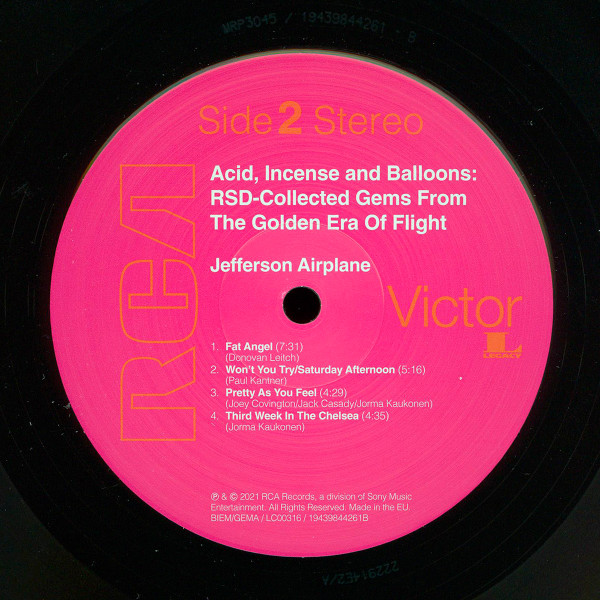 MRP3045 / 19439844261 - B
Side 2 Stereo
Acid, Incense and Balloons:
RSD-Collected Gems From
The Golden Era Of Flight
Jefferson Airplane
RCA
Victor
L
LEGACY
1. Fat Angel (7:31)
(Donovan Leitch)
2. Won't You Try/Saturday Afternoon (5:16)
(Paul Kantner)
3. Pretty As You Feel (4:29)
(Joey Covington/Jack Casady/Jorma Kaukonen)
4. Third Week In The Chelsea (4:35)
(Jorma Kaukonen)
℗ & © 2021 RCA Records, a division of Sony Music
Entertainment. All Rights Reserved. Made in the EU.
BIEM/GEMA / LC00316 / 19439844261B